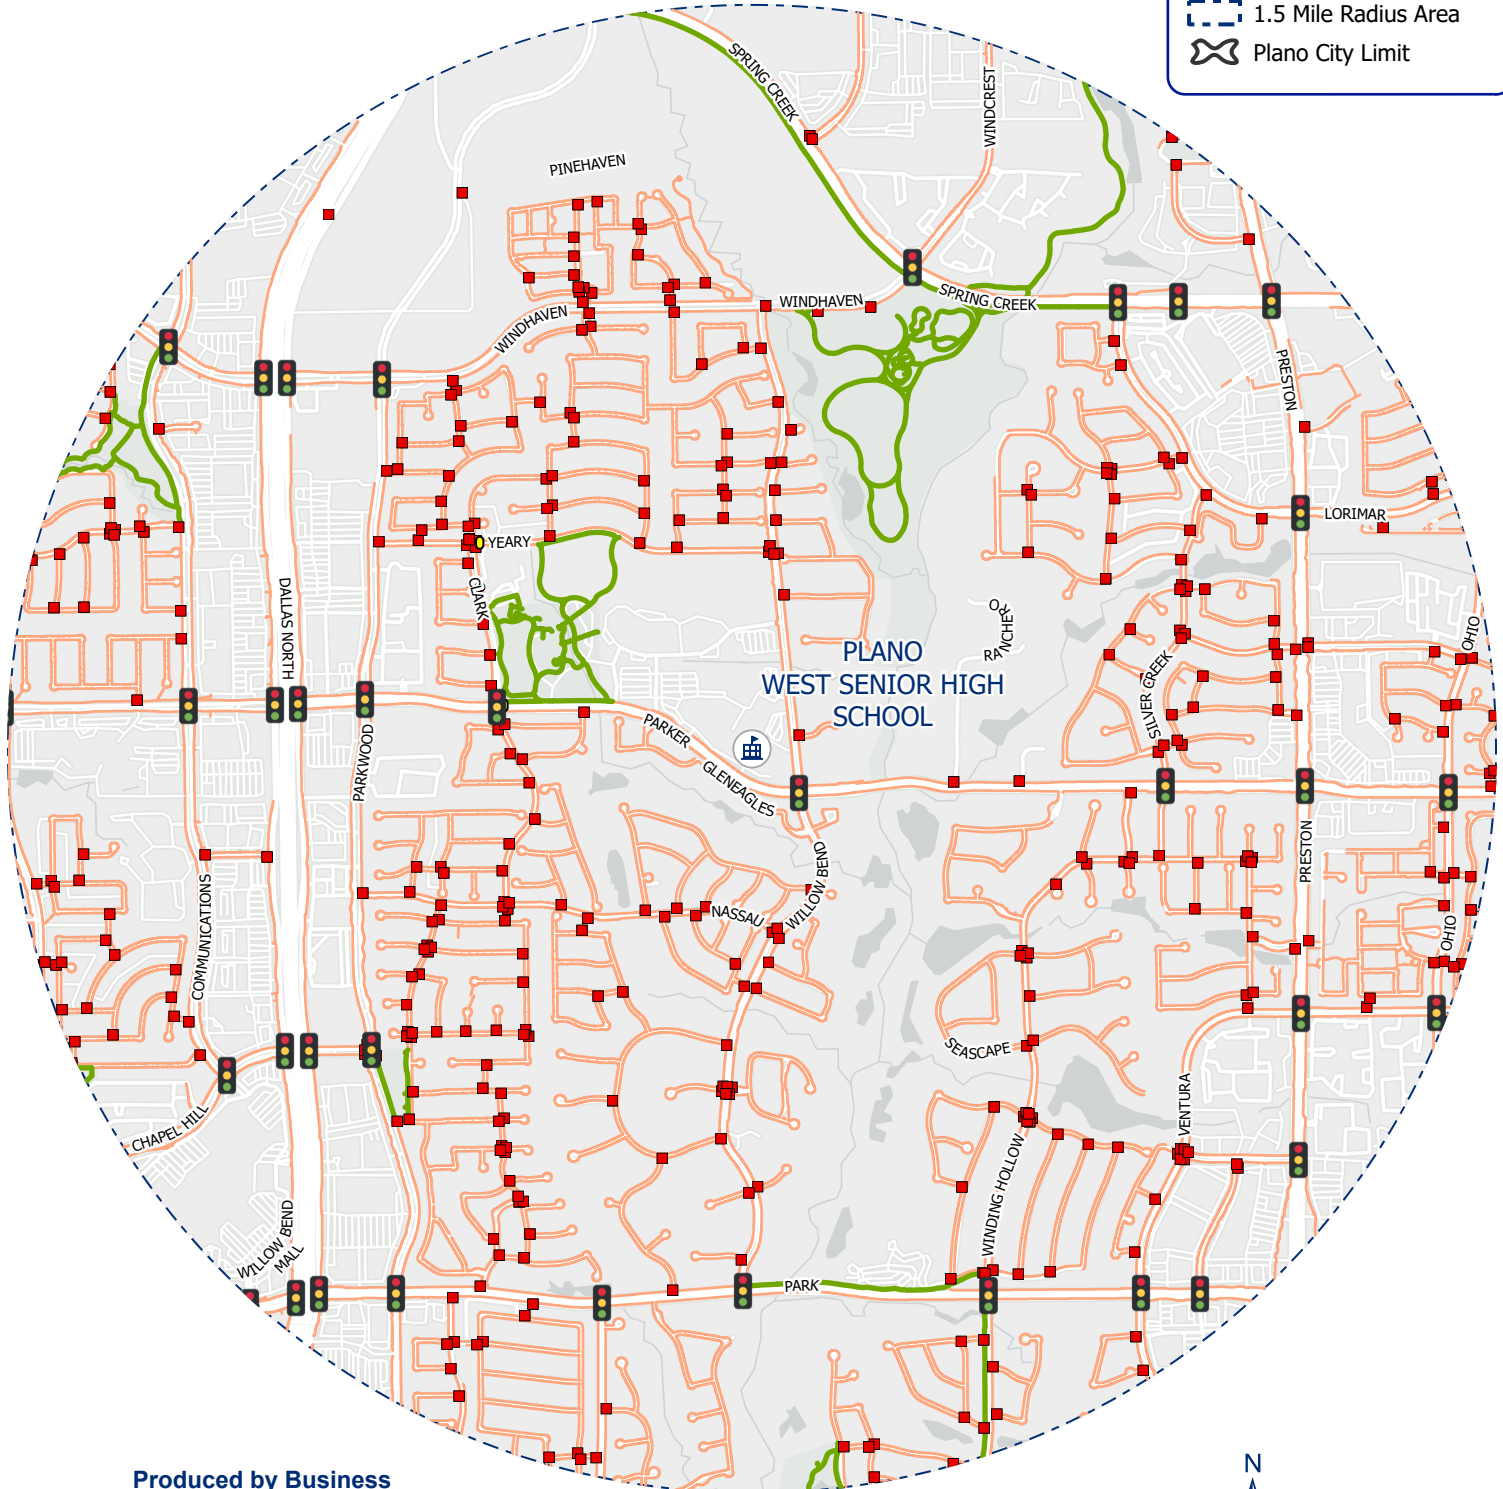 1.5 Mile Radius Area
Plano City Limit
SPRING CREEK
WINDCREST
PINEHAVEN
WINDHAVEN
SPRING CREEK
WINDHAVEN
PRESTON
LORIMAR
YEARY
CLARK
DALLAS NORTH
RANCHER
OR
OHIO
PLANO
WEST SENIOR HIGH
SCHOOL
SILVER CREEK
PARKER
PARKWOOD
GLENEAGLES
PRESTON
WILLOW BEND
NASSAU
COMMUNICATIONS
OHIO
SEASCAPE
VENTURA
CHAPEL HILL
WINDING HOLLOW
WILLOW BEND
MALL
PARK
N
Produced by Business